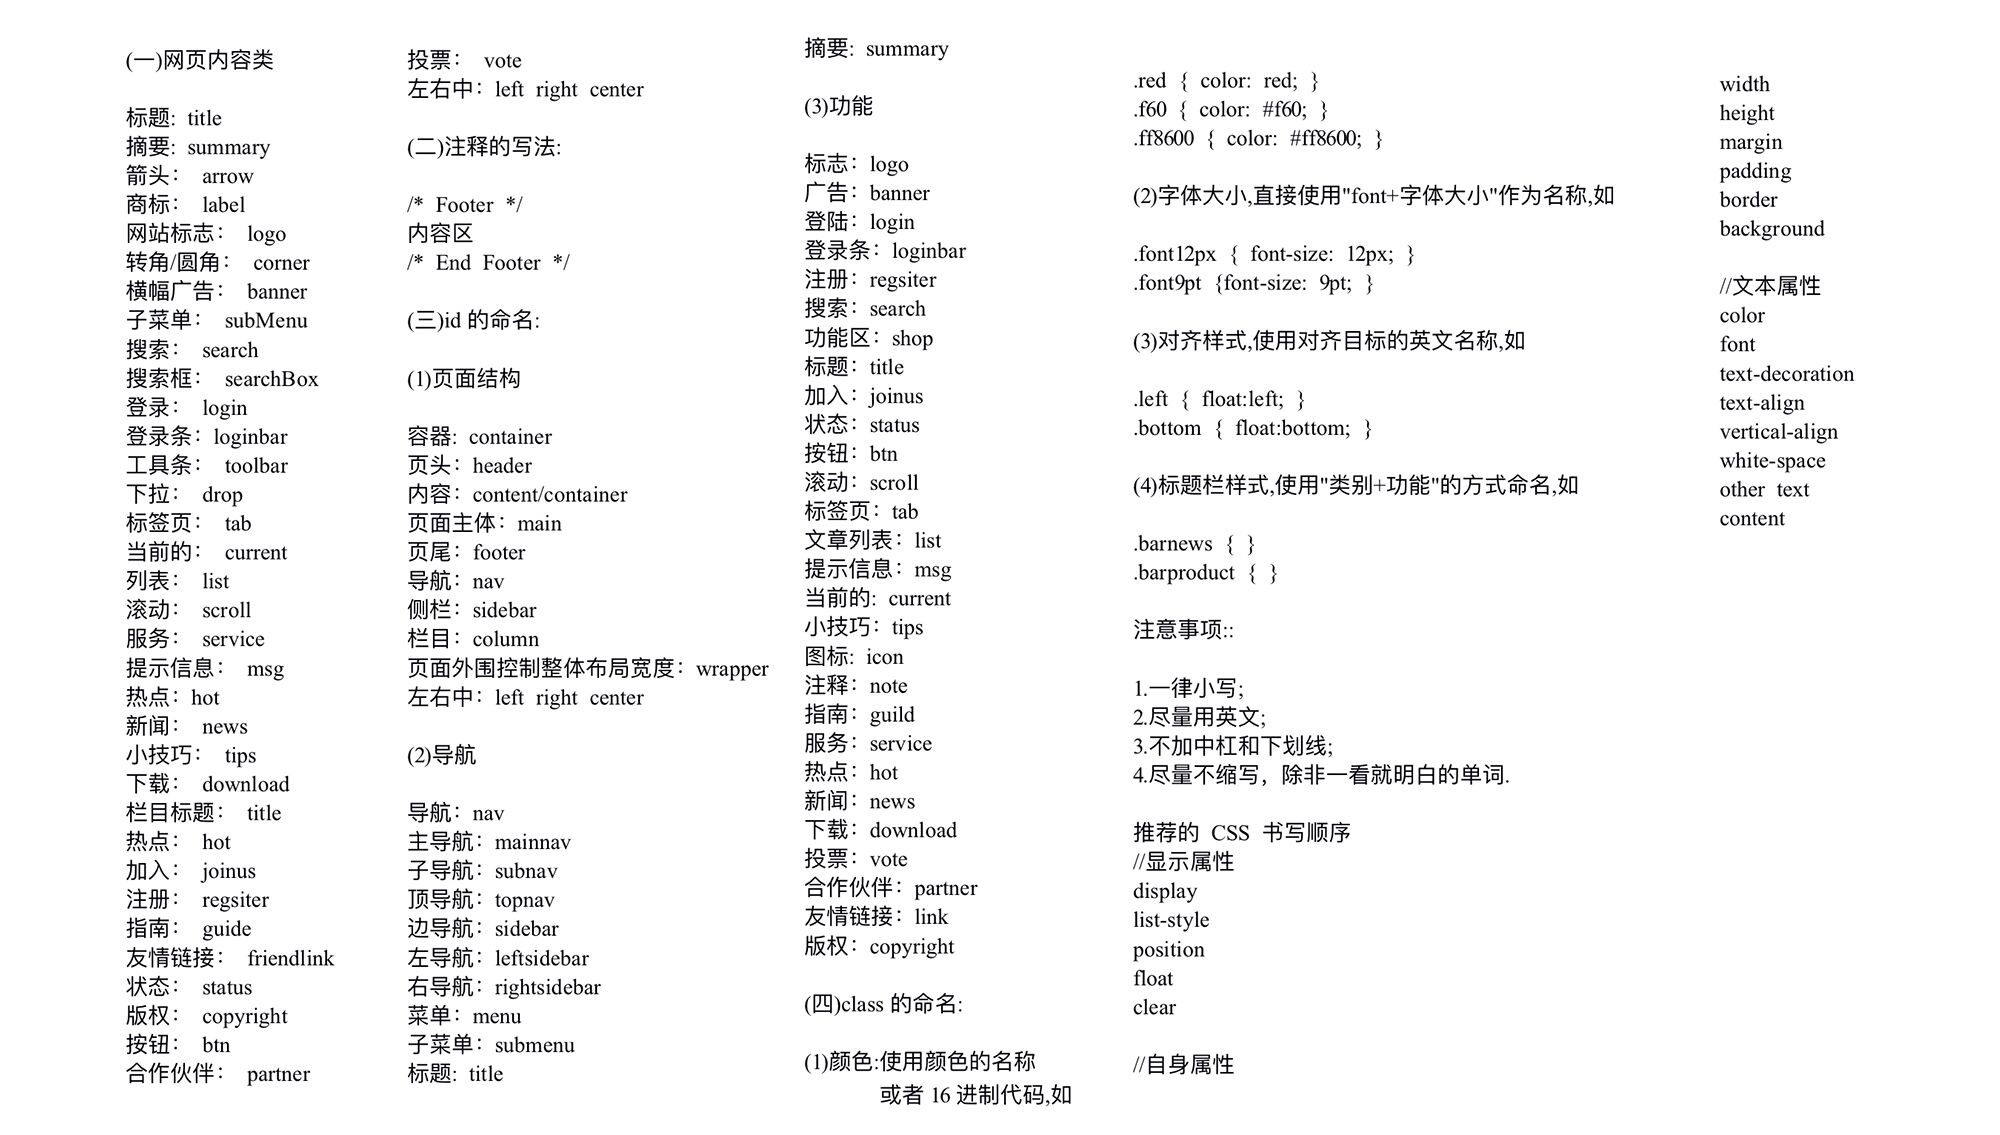 (一)网页内容类
标题: title
摘要: summary
箭头： arrow
商标： label
网站标志： logo
转角/圆角： corner
横幅广告： banner
子菜单： subMenu
搜索： search
搜索框： searchBox
登录： login
登录条：loginbar
工具条： toolbar
下拉： drop
标签页： tab
当前的： current
列表： list
滚动： scroll
服务： service
提示信息： msg
热点：hot
新闻： news
小技巧： tips
下载： download
栏目标题： title
热点： hot
加入： joinus
注册： regsiter
指南： guide
友情链接： friendlink
状态： status
版权： copyright
按钮： btn
合作伙伴： partner
投票： vote
左右中：left right center
(二)注释的写法:
/* Footer */
内容区
/* End Footer */
(三)id 的命名:
(1)页面结构
容器: container
页头：header
内容：content/container
页面主体：main
页尾：footer
导航：nav
侧栏：sidebar
栏目：column
页面外围控制整体布局宽度：wrapper
左右中：left right center
(2)导航
导航：nav
主导航：mainnav
子导航：subnav
顶导航：topnav
边导航：sidebar
左导航：leftsidebar
右导航：rightsidebar
菜单：menu
子菜单：submenu
标题: title
摘要: summary
(3)功能
标志：logo
广告：banner
登陆：login
登录条：loginbar
注册：regsiter
搜索：search
功能区：shop
标题：title
加入：joinus
状态：status
按钮：btn
滚动：scroll
标签页：tab
文章列表：list
提示信息：msg
当前的: current
小技巧：tips
图标: icon
注释：note
指南：guild
服务：service
热点：hot
新闻：news
下载：download
投票：vote
合作伙伴：partner
友情链接：link
版权：copyright
(四)class 的命名:
(1)颜色:使用颜色的名称
或者 16 进制代码,如
.red { color: red; }
.f60 { color: #f60; }
.ff8600 { color: #ff8600; }
(2)字体大小,直接使用"font+字体大小"作为名称,如
.font12px { font-size: 12px; }
.font9pt {font-size: 9pt; }
(3)对齐样式,使用对齐目标的英文名称,如
.left { float:left; }
.bottom { float:bottom; }
(4)标题栏样式,使用"类别+功能"的方式命名,如
.barnews { }
.barproduct { }
注意事项::
1.一律小写;
2.尽量用英文;
3.不加中杠和下划线;
4.尽量不缩写，除非一看就明白的单词.
推荐的 CSS 书写顺序
//显示属性
display
list-style
position
float
clear
//自身属性
width
height
margin
padding
border
background
//文本属性
color
font
text-decoration
text-align
vertical-align
white-space
other text
content